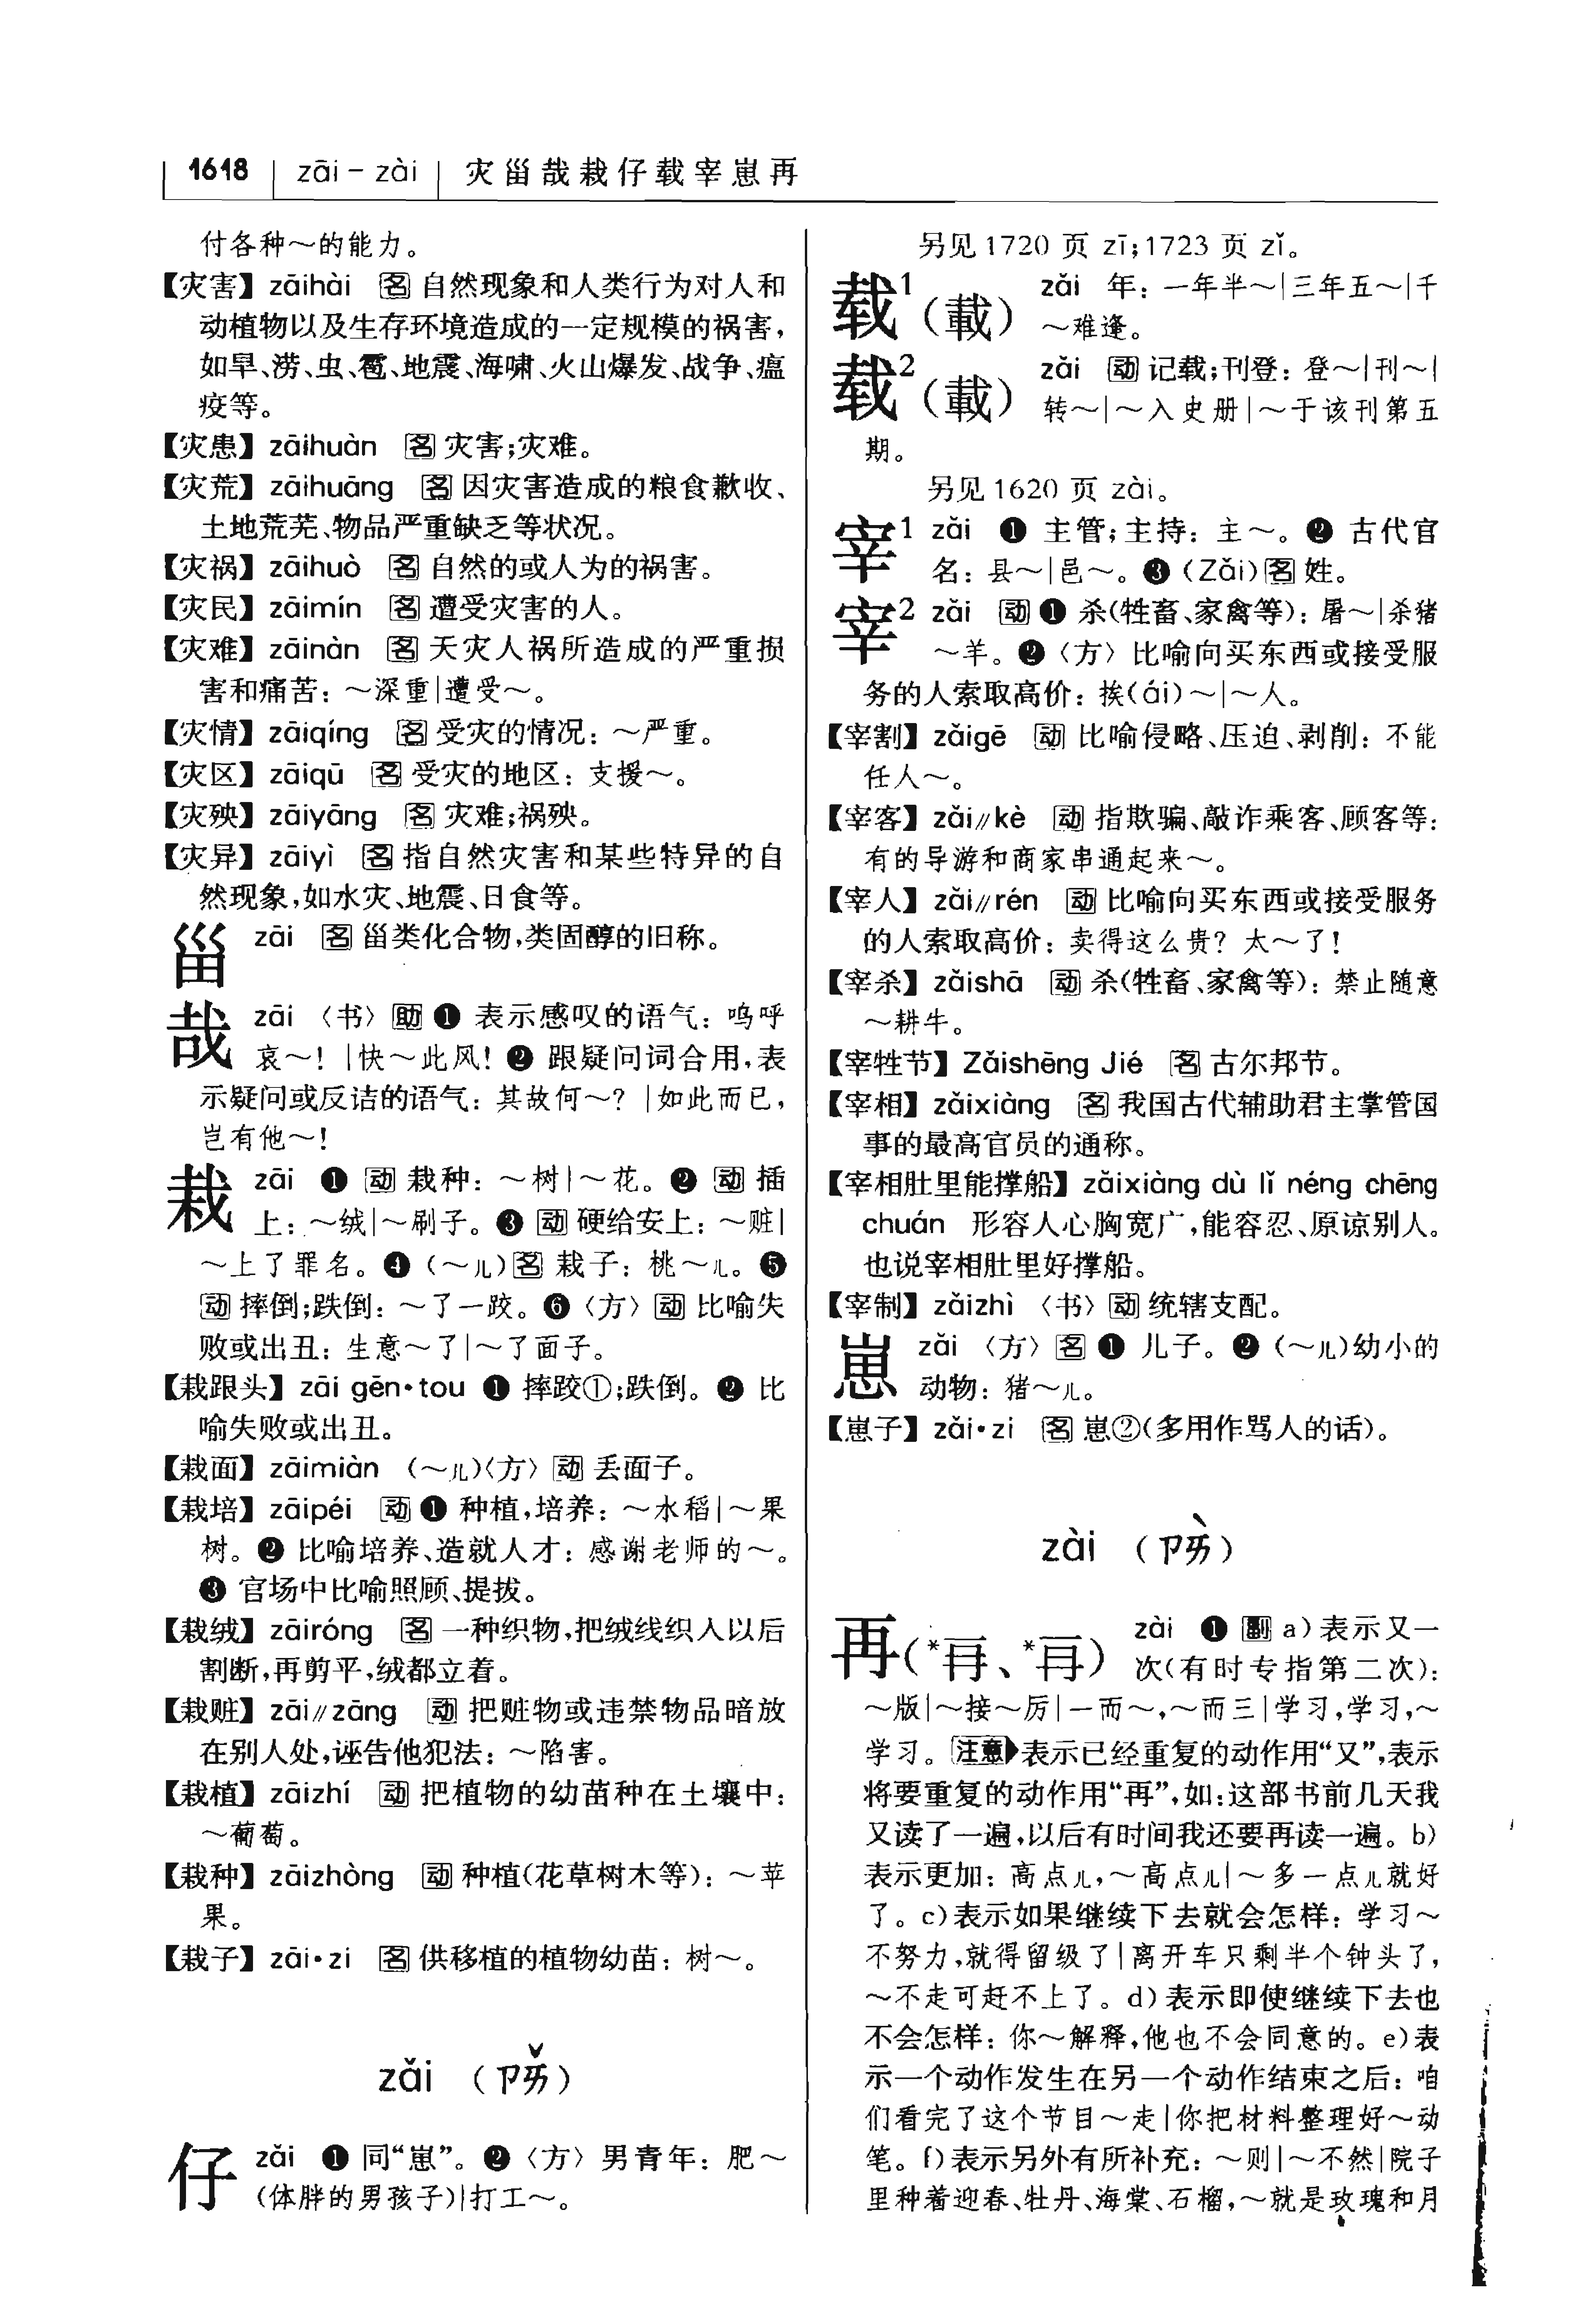 1618 zāi – zài 灾甾哉栽仔载宰崽再
付各种～的能力。
【灾害】 zāihài 名 自然现象和人类行为对人和
动植物以及生存环境造成的一定规模的祸害，
如旱、涝、虫、雹、地震、海啸、火山爆发、战争、瘟
疫等。
【灾患】 zāihuàn 名 灾害；灾难。
【灾荒】 zāihuāng 名 因灾害造成的粮食歉收、
土地荒芜、物品严重缺乏等状况。
【灾祸】 zāihuò 名 自然的或人为的祸害。
【灾民】 zāimín 名 遭受灾害的人。
【灾难】 zāinàn 名 天灾人祸所造成的严重损
害和痛苦：～深重|遭受～。
【灾情】 zāiqíng 名 受灾的情况：～严重。
【灾区】 zāiqū 名 受灾的地区：支援～。
【灾殃】 zāiyāng 名 灾难；祸殃。
【灾异】 zāiyì 名 指自然灾害和某些特异的自
然现象，如水灾、地震、日食等。
甾 zāi 名 甾类化合物，类固醇的旧称。
哉 zāi 〈书〉 助 ❶ 表示感叹的语气：呜呼
哀～！|快～此风！❷ 跟疑问词合用，表
示疑问或反诘的语气：其故何～？|如此而已，
岂有他～！
栽 zāi ❶ 动 栽种：～树|～花。❷ 动 插
上：～绒|～刷子。❸ 动 硬给安上：～赃|
～上了罪名。❹（～儿）名 栽子：桃～儿。❺
动 摔倒；跌倒：～了一跤。❻〈方〉动 比喻失
败或出丑：生意～了|～了面子。
【栽跟头】 zāi gēn•tou ❶ 摔跤①；跌倒。❷ 比
喻失败或出丑。
【栽面】 zāimiàn （～儿）〈方〉动 丢面子。
【栽培】 zāipéi 动 ❶ 种植，培养：～水稻|～果
树。❷ 比喻培养、造就人才：感谢老师的～。
❸ 官场中比喻照顾、提拔。
【栽绒】 zāiróng 名 一种织物，把绒线织入以后
割断，再剪平，绒都立着。
【栽赃】 zāi∥zāng 动 把赃物或违禁物品暗放
在别人处，诬告他犯法：～陷害。
【栽植】 zāizhí 动 把植物的幼苗种在土壤中：
～葡萄。
【栽种】 zāizhòng 动 种植（花草树木等）：～苹
果。
【栽子】 zāi•zi 名 供移植的植物幼苗：树～。
zǎi （ㄗㄞˇ）
仔 zǎi ❶ 同“崽”。❷〈方〉男青年：肥～
（体胖的男孩子）|打工～。
另见1720 页 zī；1723 页 zǐ。
载1（載） zǎi 年：一年半～|三年五～|千
～难逢。
载2（載） zǎi 动 记载；刊登：登～|刊～|
转～|～入史册|～于该刊第五
期。
另见1620 页 zài。
宰1 zǎi ❶ 主管；主持：主～。❷ 古代官
名：县～|邑～。❸（Zǎi）名 姓。
宰2 zǎi 动 ❶ 杀（牲畜、家禽等）：屠～|杀猪
～羊。❷〈方〉比喻向买东西或接受服
务的人索取高价：挨（ái）～|～人。
【宰割】 zǎigē 动 比喻侵略、压迫、剥削：不能
任人～。
【宰客】 zǎi∥kè 动 指欺骗、敲诈乘客、顾客等：
有的导游和商家串通起来～。
【宰人】 zǎi∥rén 动 比喻向买东西或接受服务
的人索取高价：卖得这么贵？太～了！
【宰杀】 zǎishā 动 杀（牲畜、家禽等）：禁止随意
～耕牛。
【宰牲节】 Zǎishēng Jié 名 古尔邦节。
【宰相】 zǎixiàng 名 我国古代辅助君主掌管国
事的最高官员的通称。
【宰相肚里能撑船】 zǎixiàng dù lǐ néng chēng
chuán 形容人心胸宽广，能容忍、原谅别人。
也说宰相肚里好撑船。
【宰制】 zǎizhì 〈书〉动 统辖支配。
崽 zǎi 〈方〉名 ❶ 儿子。❷（～儿）幼小的
动物：猪～儿。
【崽子】 zǎi•zi 名 崽②（多用作骂人的话）。
zài （ㄗㄞˋ）
再（*冉、*再） zài ❶ 副 a）表示又一
次（有时专指第二次）：
～版|～接～厉|一而～，～而三|学习，学习，～
学习。注意 表示已经重复的动作用“又”，表示
将要重复的动作用“再”，如：这部书前几天我
又读了一遍，以后有时间我还要再读一遍。b）
表示更加：高点儿，～高点儿|～多一点儿就好
了。c）表示如果继续下去就会怎样：学习～
不努力，就得留级了|离开车只剩半个钟头了，
～不走可赶不上了。d）表示即使继续下去也
不会怎样：你～解释，他也不会同意的。e）表
示一个动作发生在另一个动作结束之后：咱
们看完了这个节目～走|你把材料整理好～动
笔。f）表示另外有所补充：～则|～不然|院子
里种着迎春、牡丹、海棠、石榴，～就是玫瑰和月